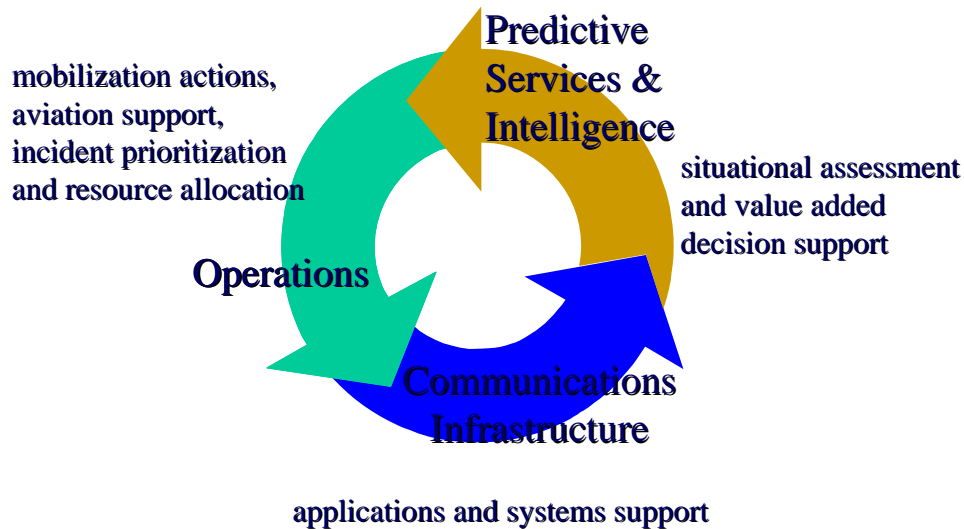 Predictive
Services &
Intelligence
mobilization actions,
aviation support,
incident prioritization
and resource allocation
situational assessment
and value added
decision support
Operations
Communications
Infrastructure
applications and systems support